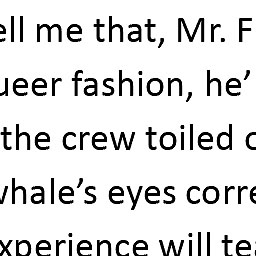 ell me that, Mr. F
ueer fashion, he’
the crew toiled o
whale’s eyes corre
xperience will tea